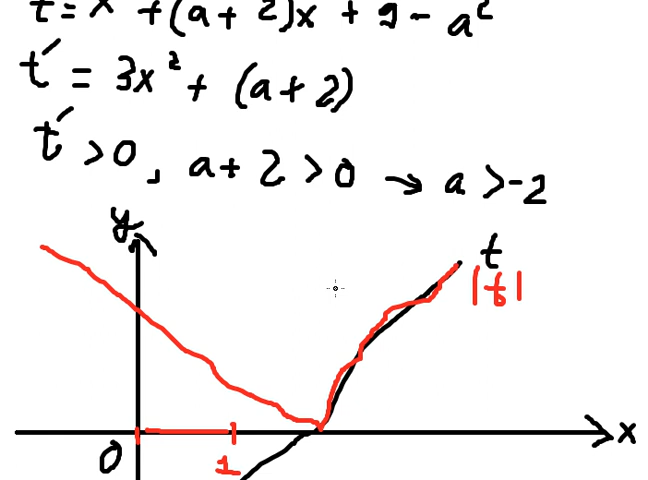 t = x + (a + 2)x + 9 - a²
t′ = 3x² + (a + 2)
t′ > 0, a + 2 > 0 → a > -2
y
t
|t|
x
0
1